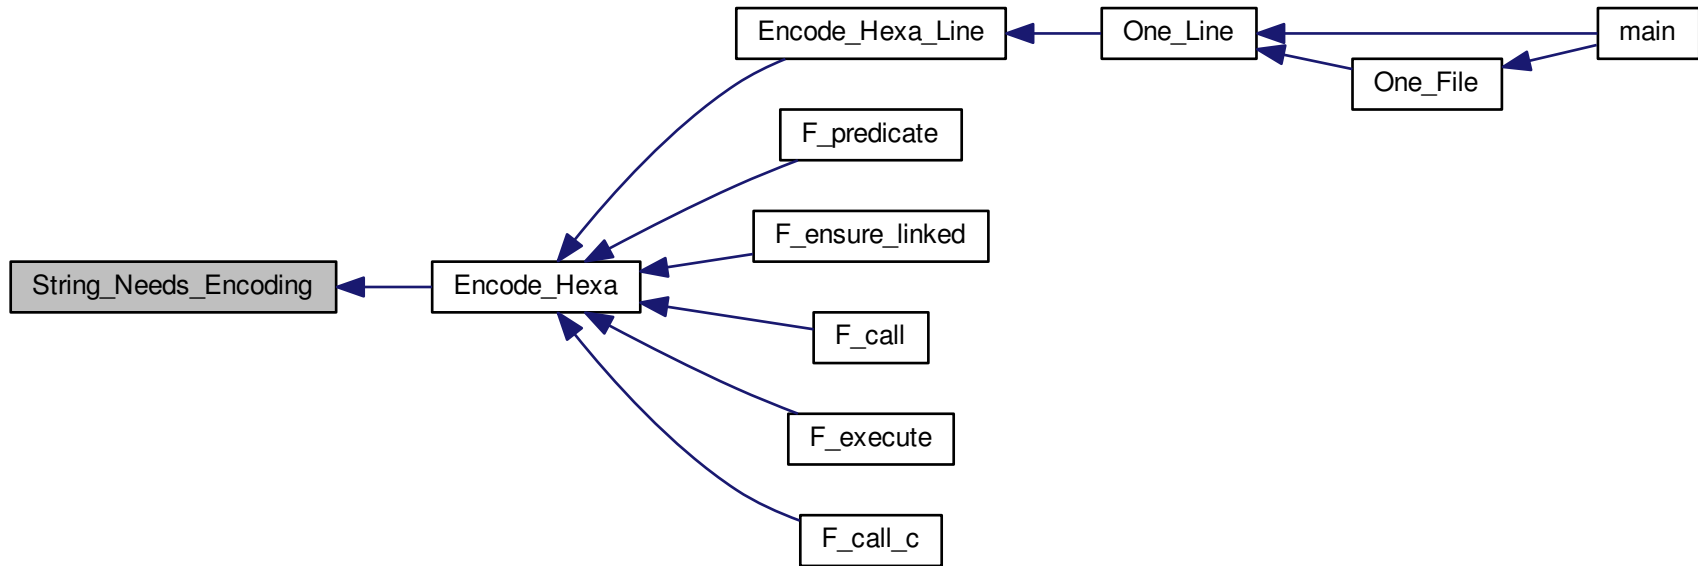 Encode_Hexa_Line
One_Line
main
One_File
F_predicate
F_ensure_linked
String_Needs_Encoding
Encode_Hexa
F_call
F_execute
F_call_c